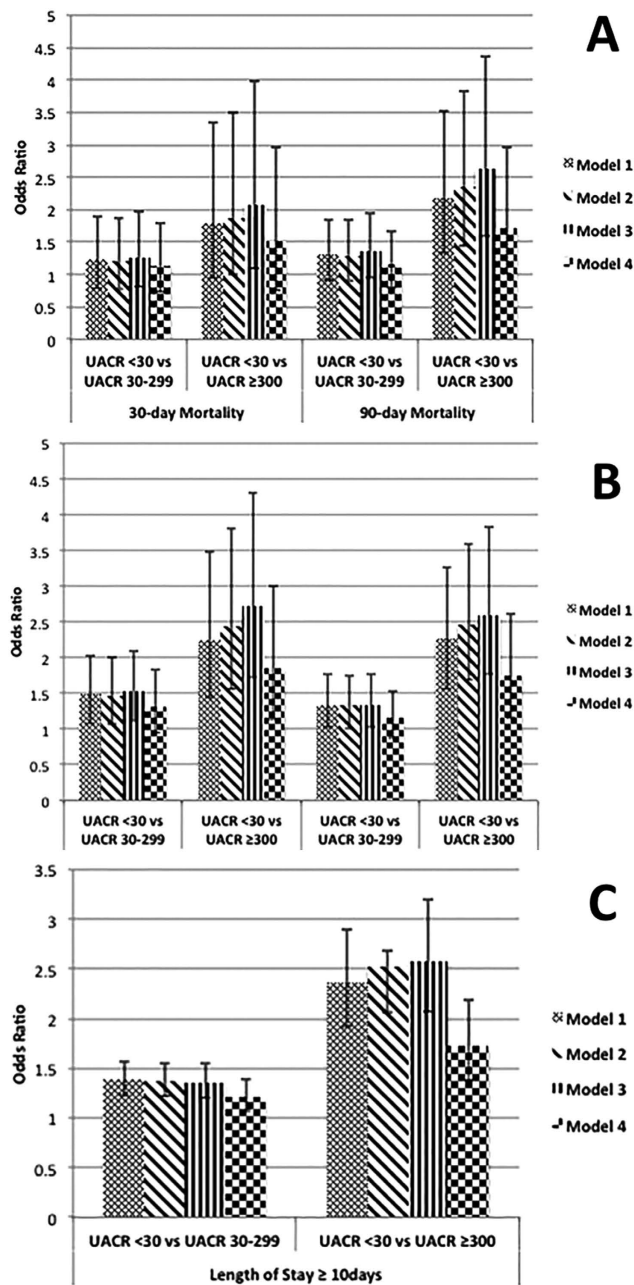 A
5
4.5
4
3.5
3
2.5
2
1.5
1
0.5
0
Odds Ratio
Model 1
Model 2
Model 3
Model 4
UACR <30 vs UACR 30-299
UACR <30 vs UACR ≥300
UACR <30 vs UACR 30-299
UACR <30 vs UACR ≥300
30-day Mortality
90-day Mortality
B
5
4.5
4
3.5
3
2.5
2
1.5
1
0.5
0
Odds Ratio
Model 1
Model 2
Model 3
Model 4
UACR <30 vs UACR 30-299
UACR <30 vs UACR ≥300
UACR <30 vs UACR 30-299
UACR <30 vs UACR ≥300
C
3.5
3
2.5
2
1.5
1
0.5
0
Odds Ratio
Model 1
Model 2
Model 3
Model 4
UACR <30 vs UACR 30-299
UACR <30 vs UACR ≥300
Length of Stay ≥ 10days